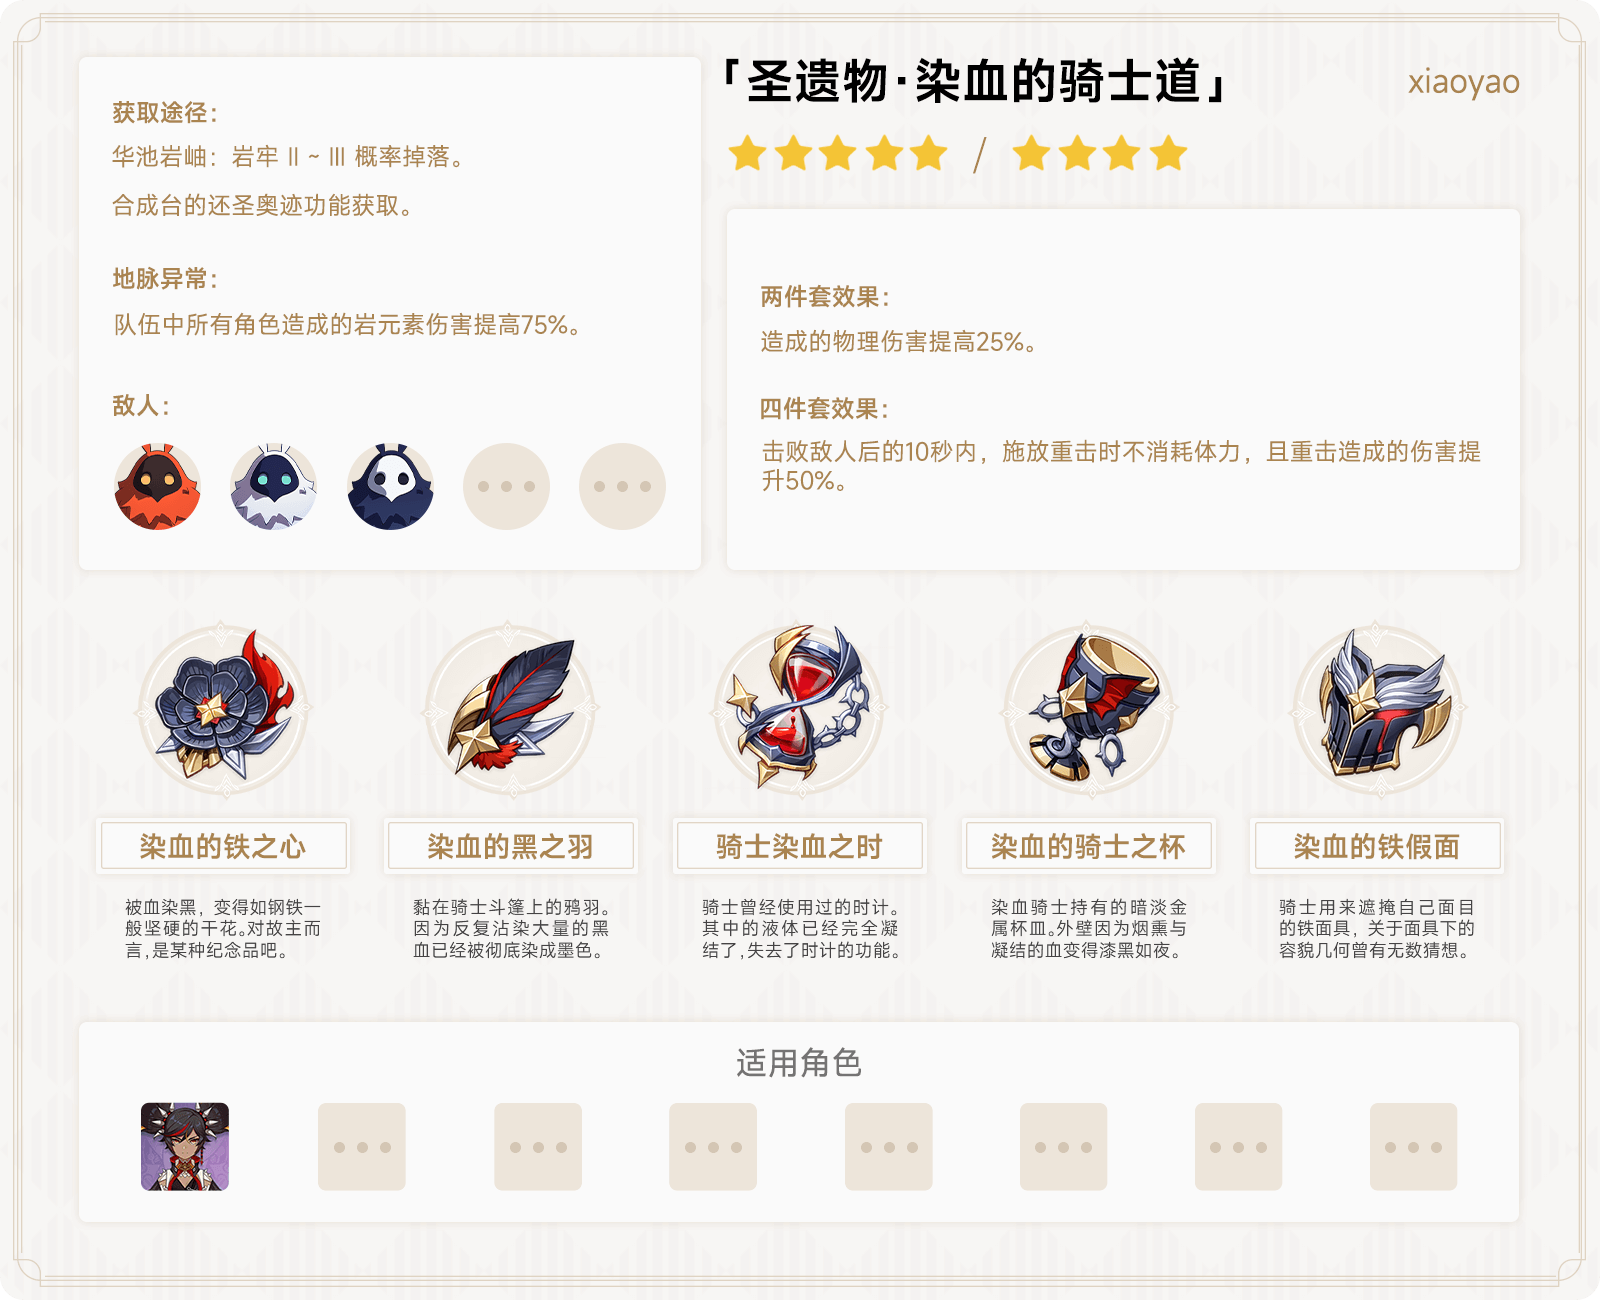 「圣遗物·染血的骑士道」
xiaoyao
获取途径：
华池岩岫：岩牢 II ~ III 概率掉落。
合成台的还圣奥迹功能获取。
地脉异常：
队伍中所有角色造成的岩元素伤害提高75%。
敌人：
两件套效果：
造成的物理伤害提高25%。
四件套效果：
击败敌人后的10秒内，施放重击时不消耗体力，且重击造成的伤害提
升50%。
染血的铁之心
被血染黑，变得如钢铁一
般坚硬的干花。对故主而
言，是某种纪念品吧。
染血的黑之羽
黏在骑士斗篷上的鸦羽。
因为反复沾染大量的黑
血已经被彻底染成墨色。
骑士染血之时
骑士曾经使用过的时计。
其中的液体已经完全凝
结了，失去了时计的功能。
染血的骑士之杯
染血骑士持有的暗淡金
属杯皿。外壁因为烟熏与
凝结的血变得漆黑如夜。
染血的铁假面
骑士用来遮掩自己面目
的铁面具，关于面具下的
容貌几何曾有无数猜想。
适用角色